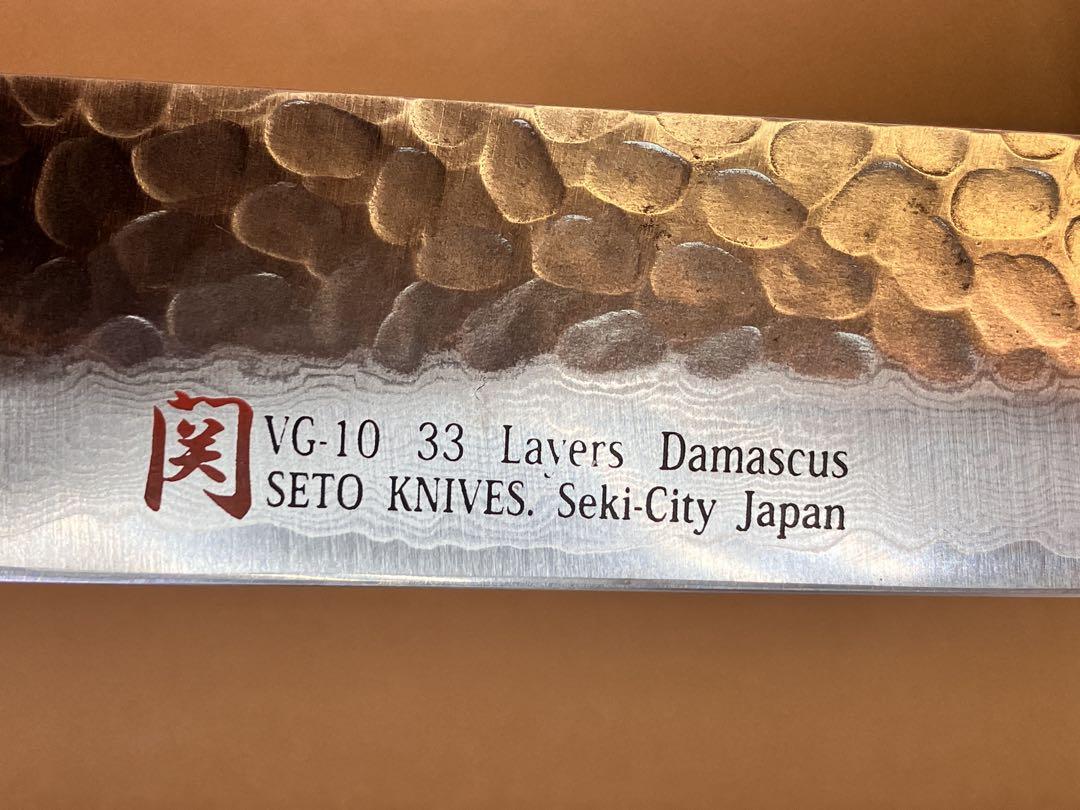 関
VG-10 33 Layers Damascus
SETO KNIVES. Seki-City Japan